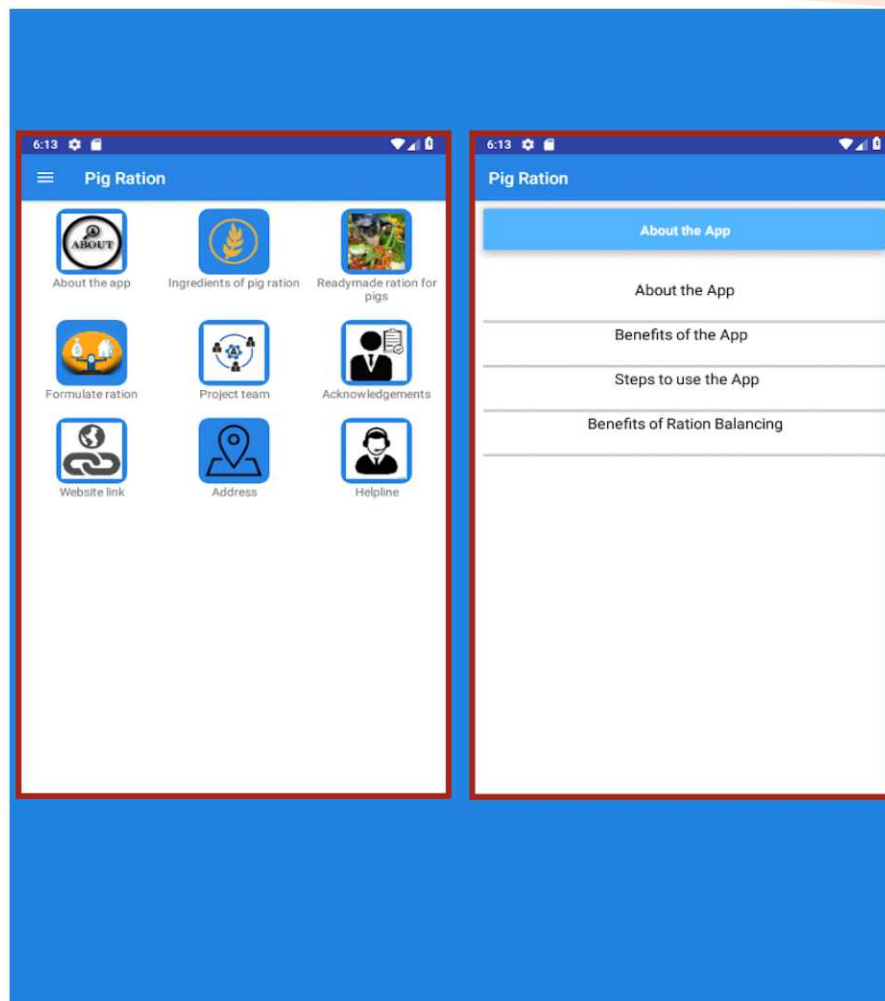 6:13
Pig Ration
ABOUT
About the app
Ingredients of pig ration
Readymade ration for
pigs
Formulate ration
Project team
Acknowledgements
Website link
Address
Helpline
6:13
Pig Ration
About the App
About the App
Benefits of the App
Steps to use the App
Benefits of Ration Balancing